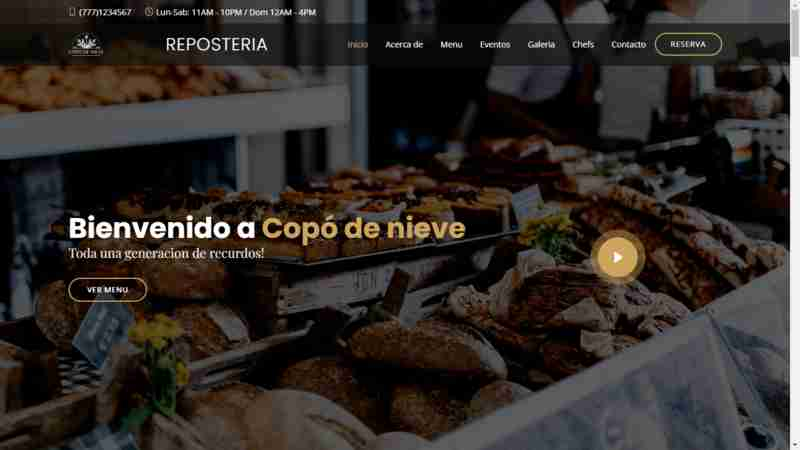 (777)1234567 Lun-Sab: 11AM - 10PM / Dom 12AM - 4PM
REPOSTERIA Inicio Acerca de Menu Eventos Galeria Chefs Contacto RESERVA
Bienvenido a Copó de nieve
Toda una generacion de recurdos!
VER MENU